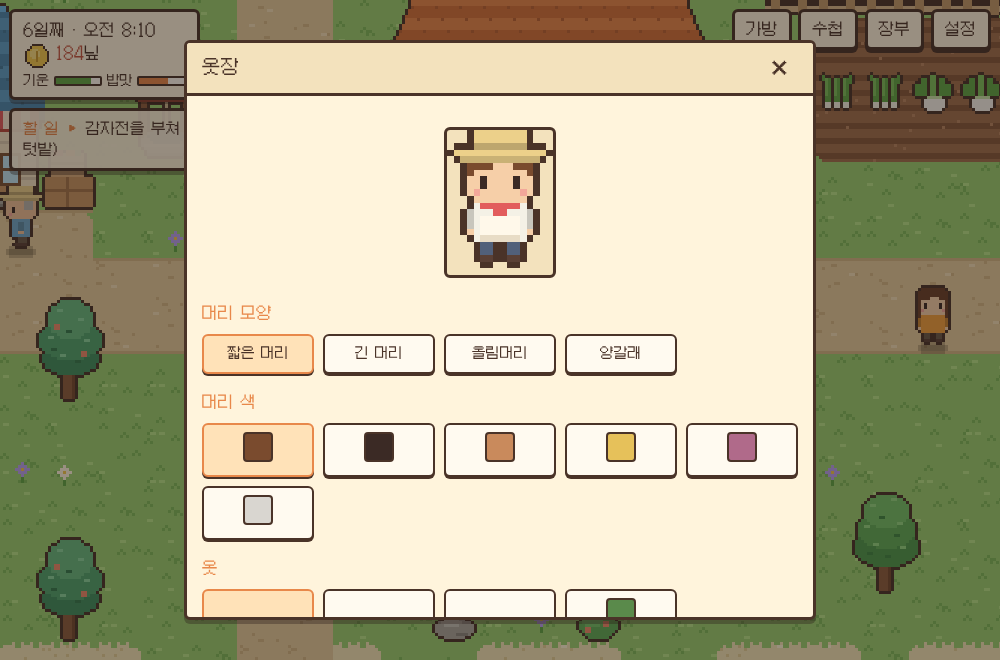 6일째 · 오전 8:10
184닢
기운 밥맛
할 일 ▸ 감자전을 부쳐
텃밭)
가방 수첩 장부 설정
옷장 ×
머리 모양
짧은 머리 긴 머리 올림머리 양갈래
머리 색
옷